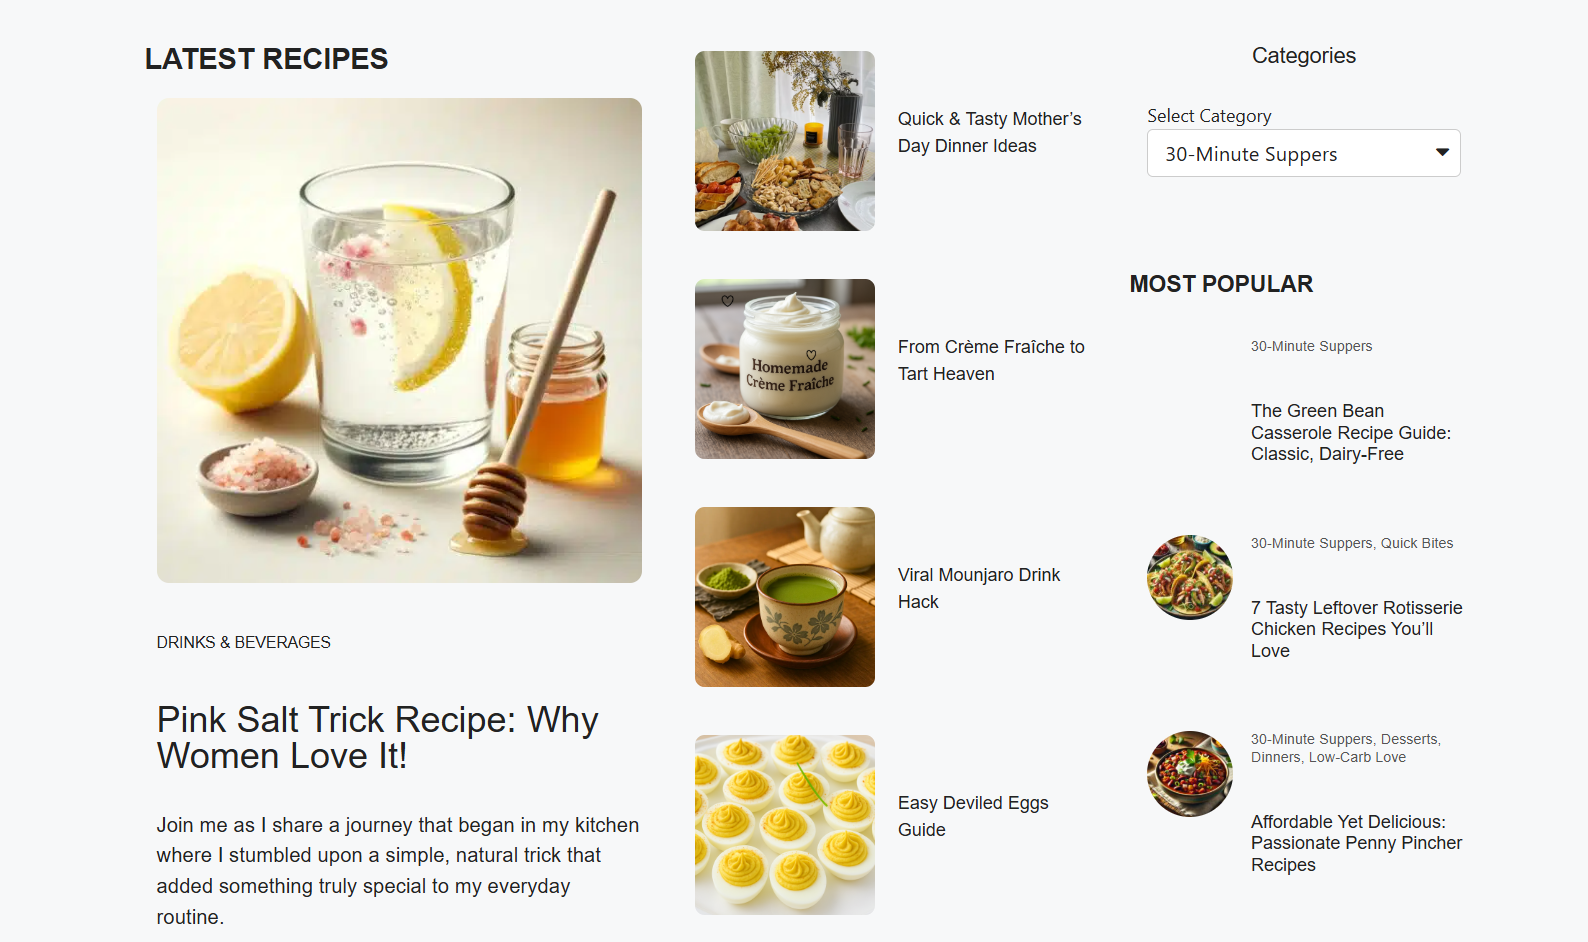 LATEST RECIPES
DRINKS & BEVERAGES
Pink Salt Trick Recipe: Why
Women Love It!
Join me as I share a journey that began in my kitchen
where I stumbled upon a simple, natural trick that
added something truly special to my everyday
routine.
Quick & Tasty Mother’s
Day Dinner Ideas
Homemade
Crème Fraîche
From Crème Fraîche to
Tart Heaven
Viral Mounjaro Drink
Hack
Easy Deviled Eggs
Guide
Categories
Select Category
30-Minute Suppers
MOST POPULAR
30-Minute Suppers
The Green Bean
Casserole Recipe Guide:
Classic, Dairy-Free
30-Minute Suppers, Quick Bites
7 Tasty Leftover Rotisserie
Chicken Recipes You’ll
Love
30-Minute Suppers, Desserts,
Dinners, Low-Carb Love
Affordable Yet Delicious:
Passionate Penny Pincher
Recipes